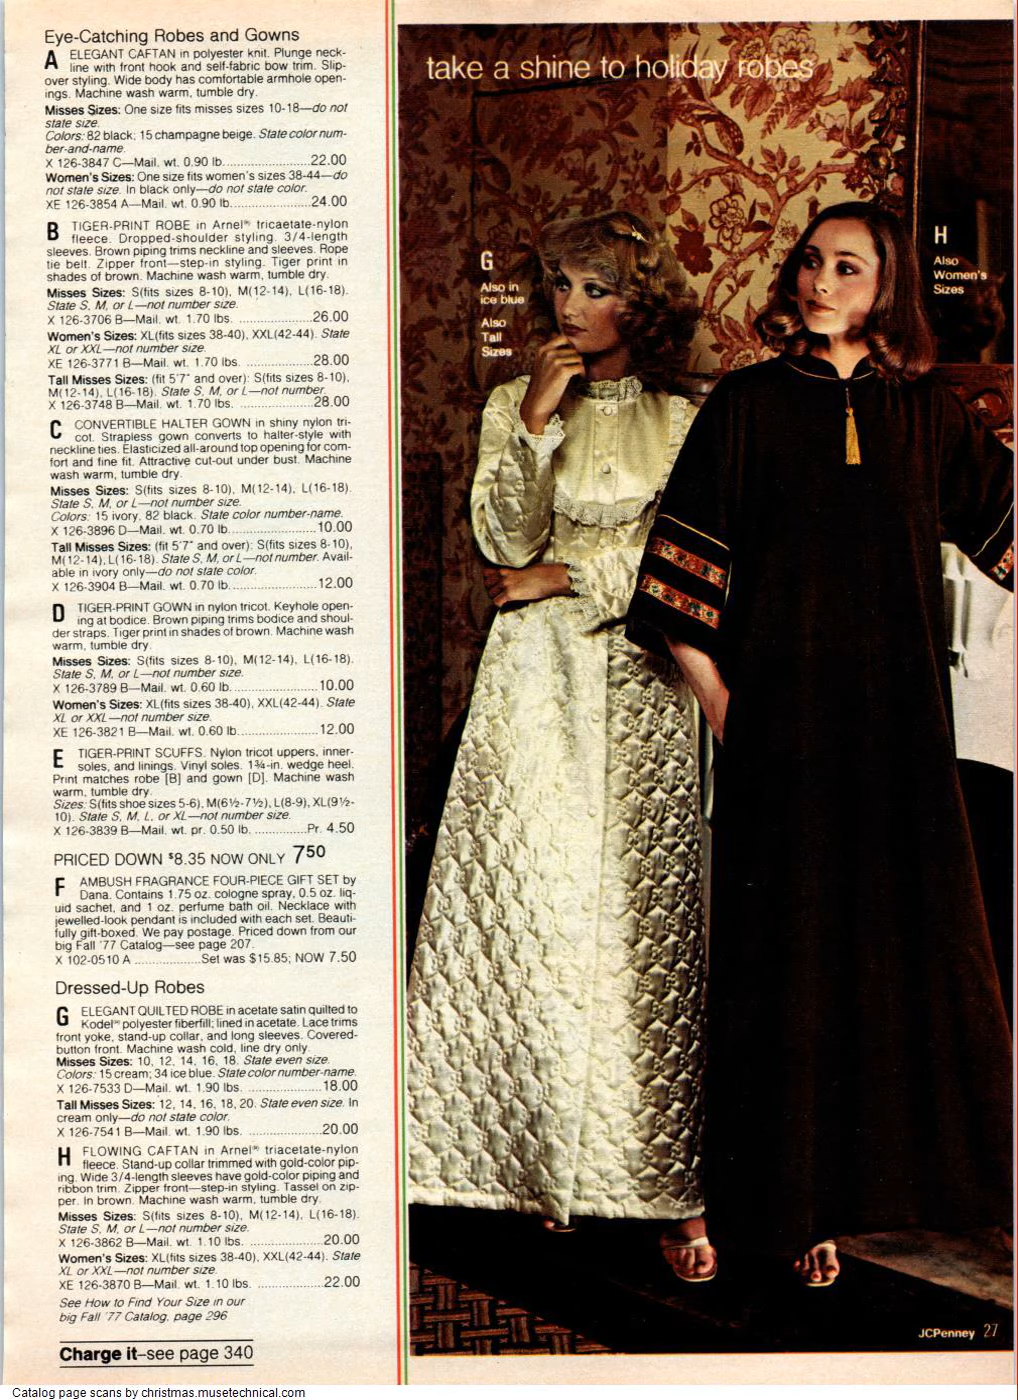 Eye-Catching Robes and Gowns
A ELEGANT CAFTAN in polyester knit. Plunge neck-
line with front hook and self-fabric bow trim. Slip-
over styling. Wide body has comfortable armhole open-
ings. Machine wash warm, tumble dry.
Misses Sizes: One size fits misses sizes 10-18—do not
state size.
Colors: 82 black; 15 champagne beige. State color num-
ber-and-name.
X 126-3847 C—Mail. wt. 0.90 lb.......................22.00
Women's Sizes: One size fits women's sizes 38-44—do
not state size. In black only—do not state color.
XE 126-3854 A—Mail. wt. 0.90 lb.....................24.00
B TIGER-PRINT ROBE in Arnel® tricaetate-nylon
fleece. Dropped-shoulder styling. 3/4-length
sleeves. Brown piping trims neckline and sleeves. Rope
tie belt. Zipper front—step-in styling. Tiger print in
shades of brown. Machine wash warm, tumble dry.
Misses Sizes: S(fits sizes 8-10), M(12-14), L(16-18).
State S, M, or L—not number size.
X 126-3706 B—Mail. wt. 1.70 lbs. ...................26.00
Women's Sizes: XL(fits sizes 38-40), XXL(42-44). State
XL or XXL—not number size.
XE 126-3771 B—Mail. wt. 1.70 lbs. .................28.00
Tall Misses Sizes: (fit 5'7" and over): S(fits sizes 8-10),
M(12-14), L(16-18). State S, M, or L—not number.
X 126-3748 B—Mail. wt. 1.70 lbs. ...................28.00
C CONVERTIBLE HALTER GOWN in shiny nylon tri-
cot. Strapless gown converts to halter-style with
neckline ties. Elasticized all-around top opening for com-
fort and fine fit. Attractive cut-out under bust. Machine
wash warm, tumble dry.
Misses Sizes: S(fits sizes 8-10), M(12-14), L(16-18).
State S, M, or L—not number size.
Colors: 15 ivory, 82 black. State color number-name.
X 126-3896 D—Mail. wt. 0.70 lb.......................10.00
Tall Misses Sizes: (fit 5'7" and over): S(fits sizes 8-10),
M(12-14), L(16-18). State S, M, or L—not number. Avail-
able in ivory only—do not state color.
X 126-3904 B—Mail. wt. 0.70 lb.......................12.00
D TIGER-PRINT GOWN in nylon tricot. Keyhole open-
ing at bodice. Brown piping trims bodice and shoul-
der straps. Tiger print in shades of brown. Machine wash
warm, tumble dry.
Misses Sizes: S(fits sizes 8-10), M(12-14), L(16-18).
State S, M, or L—not number size.
X 126-3789 B—Mail. wt. 0.60 lb.......................10.00
Women's Sizes: XL(fits sizes 38-40), XXL(42-44). State
XL or XXL—not number size.
XE 126-3821 B—Mail. wt. 0.60 lb.....................12.00
E TIGER-PRINT SCUFFS. Nylon tricot uppers, inner-
soles, and linings. Vinyl soles. 1¾-in. wedge heel.
Print matches robe [B] and gown [D]. Machine wash
warm, tumble dry.
Sizes: S(fits shoe sizes 5-6), M(6½-7½), L(8-9), XL(9½-
10). State S, M, L, or XL—not number size.
X 126-3839 B—Mail. wt. pr. 0.50 lb. .............Pr. 4.50
PRICED DOWN $8.35 NOW ONLY 7 50
F AMBUSH FRAGRANCE FOUR-PIECE GIFT SET by
Dana. Contains 1.75 oz. cologne spray, 0.5 oz. liq-
uid sachet, and 1 oz. perfume bath oil. Necklace with
jewelled-look pendant is included with each set. Beauti-
fully gift-boxed. We pay postage. Priced down from our
big Fall '77 Catalog—see page 207.
X 102-0510 A .................Set was $15.85; NOW 7.50
Dressed-Up Robes
G ELEGANT QUILTED ROBE in acetate satin quilted to
Kodel® polyester fiberfill; lined in acetate. Lace trims
front yoke, stand-up collar, and long sleeves. Covered-
button front. Machine wash cold, line dry only.
Misses Sizes: 10, 12, 14, 16, 18. State even size.
Colors: 15 cream; 34 ice blue. State color number-name.
X 126-7533 D—Mail. wt. 1.90 lbs. ...................18.00
Tall Misses Sizes: 12, 14, 16, 18, 20. State even size. In
cream only—do not state color.
X 126-7541 B—Mail. wt. 1.90 lbs. ...................20.00
H FLOWING CAFTAN in Arnel® triacetate-nylon
fleece. Stand-up collar trimmed with gold-color pip-
ing. Wide 3/4-length sleeves have gold-color piping and
ribbon trim. Zipper front—step-in styling. Tassel on zip-
per. In brown. Machine wash warm, tumble dry.
Misses Sizes: S(fits sizes 8-10), M(12-14), L(16-18).
State S, M, or L—not number size.
X 126-3862 B—Mail. wt. 1.10 lbs. ...................20.00
Women's Sizes: XL(fits sizes 38-40), XXL(42-44). State
XL or XXL—not number size.
XE 126-3870 B—Mail. wt. 1.10 lbs. .................22.00
See How to Find Your Size in our
big Fall '77 Catalog, page 296
Charge it–see page 340
take a shine to holiday robes
G
Also in
ice blue
Also
Tall
Sizes
H
Also
Women's
Sizes
JCPenney 27
Catalog page scans by christmas.musetechnical.com